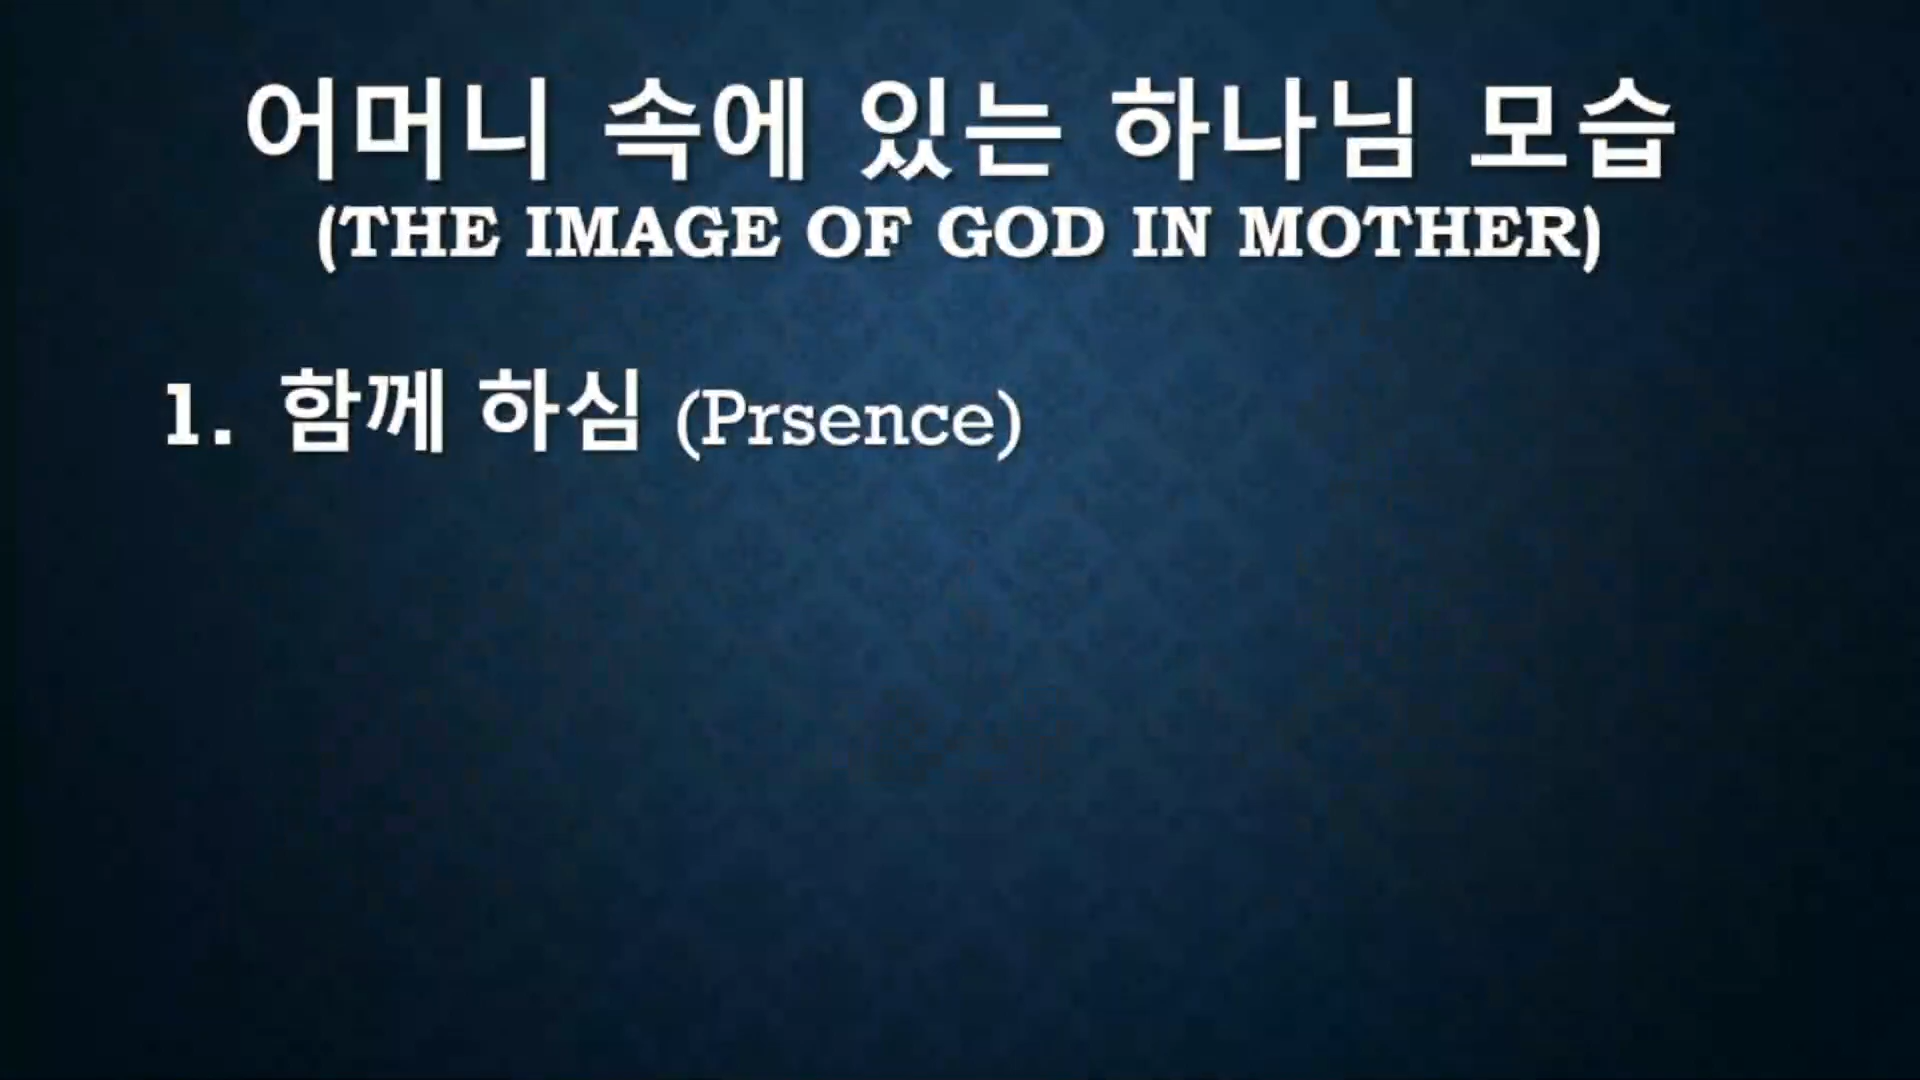 어머니 속에 있는 하나님 모습
(THE IMAGE OF GOD IN MOTHER)
1. 함께 하심 (Prsence)